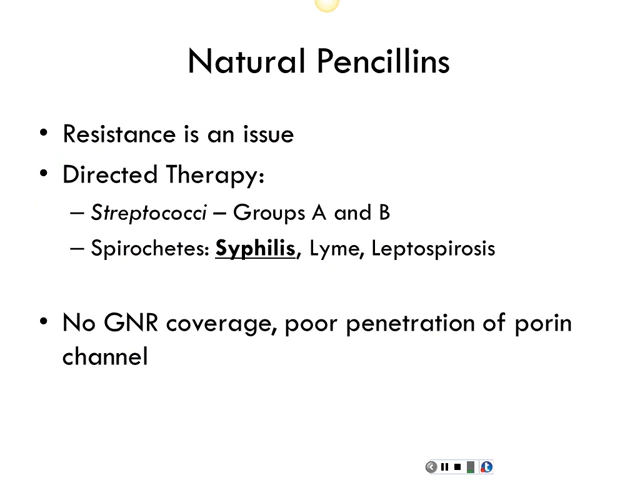 Natural Pencillins
• Resistance is an issue
• Directed Therapy:
– Streptococci – Groups A and B
– Spirochetes: Syphilis, Lyme, Leptospirosis
• No GNR coverage, poor penetration of porin
channel